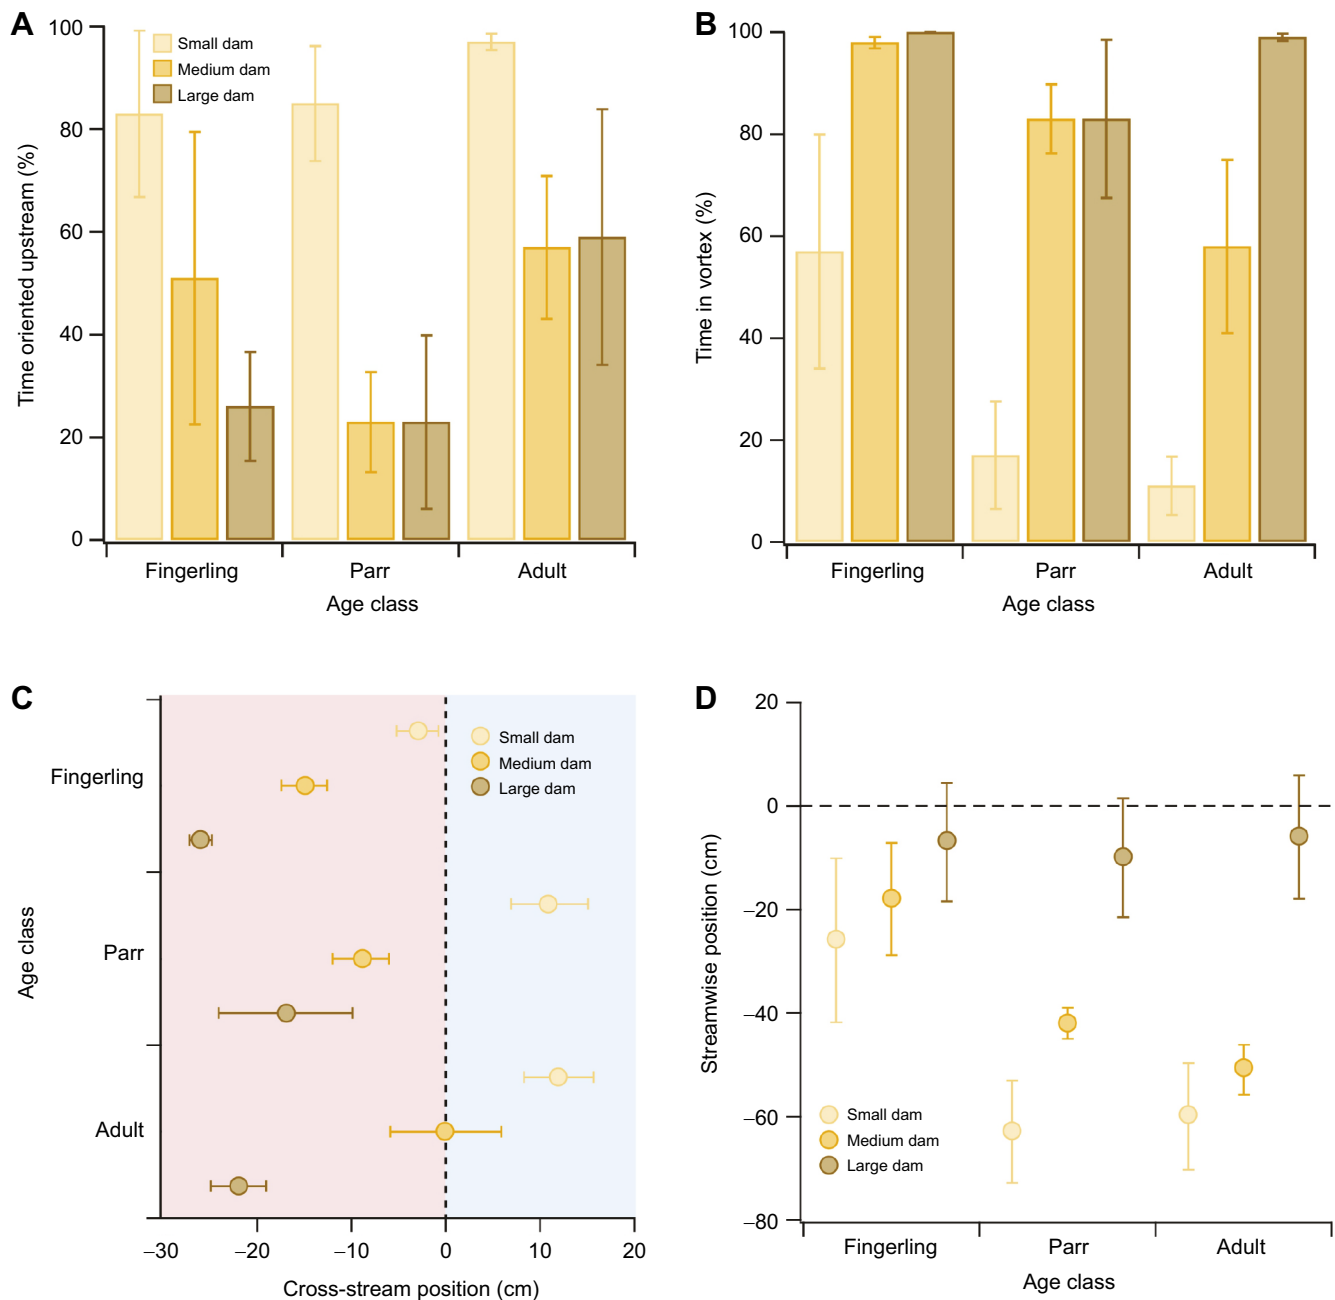 A
Time oriented upstream (%)
100
80
60
40
20
0
Small dam
Medium dam
Large dam
Fingerling
Parr
Adult
Age class
B
Time in vortex (%)
100
80
60
40
20
0
Fingerling
Parr
Adult
Age class
C
Age class
Fingerling
Parr
Adult
Small dam
Medium dam
Large dam
–30
–20
–10
0
10
20
Cross-stream position (cm)
D
Streamwise position (cm)
20
0
–20
–40
–60
–80
Small dam
Medium dam
Large dam
Fingerling
Parr
Adult
Age class